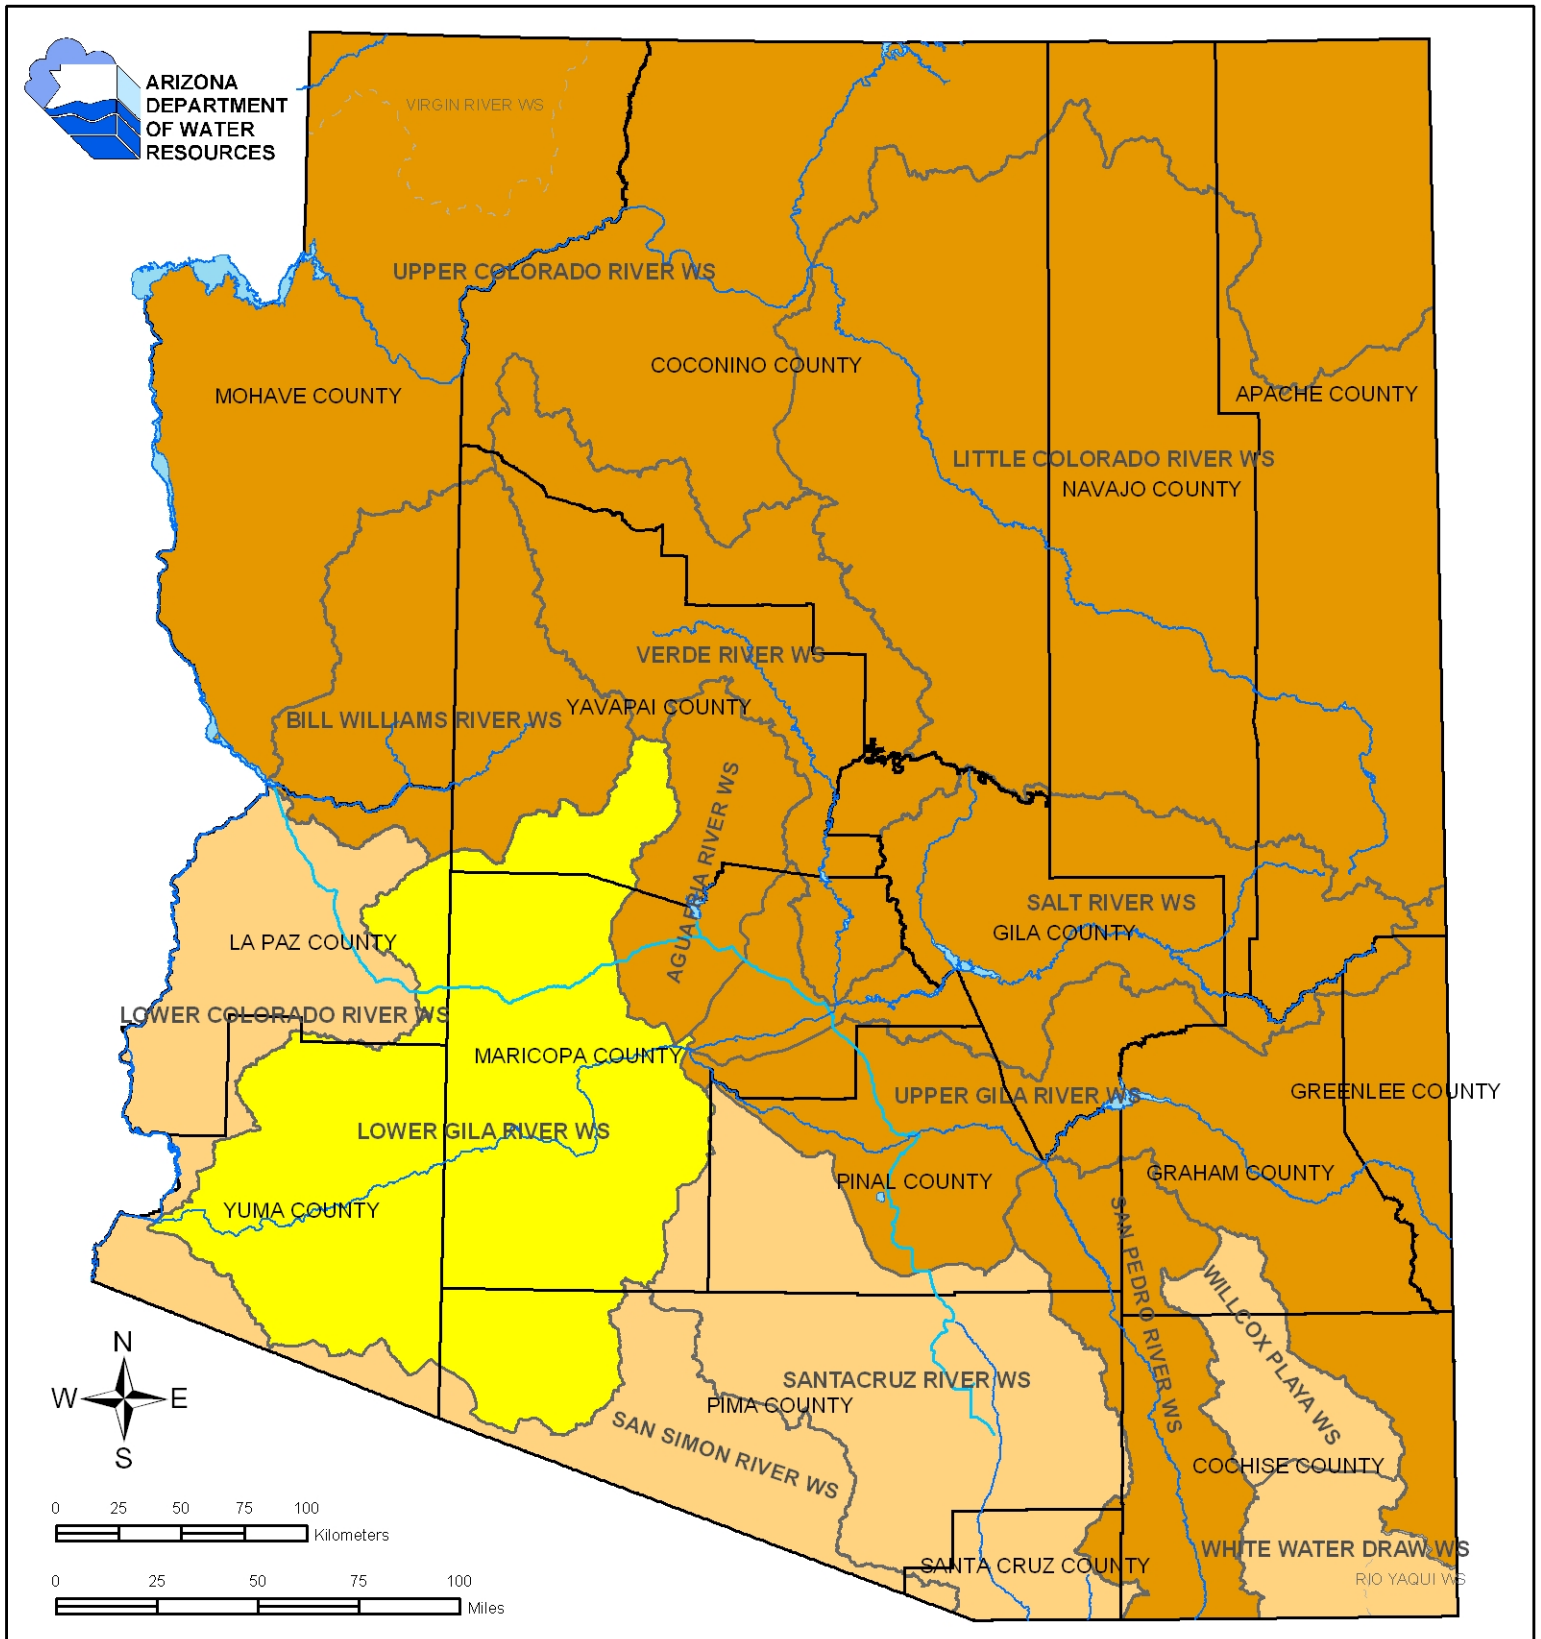 ARIZONA
DEPARTMENT
OF WATER
RESOURCES
VIRGIN RIVER WS
UPPER COLORADO RIVER WS
COCONINO COUNTY
MOHAVE COUNTY
APACHE COUNTY
LITTLE COLORADO RIVER WS
NAVAJO COUNTY
VERDE RIVER WS
YAVAPAI COUNTY
BILL WILLIAMS RIVER WS
AGUA FRIA RIVER WS
SALT RIVER WS
GILA COUNTY
LA PAZ COUNTY
LOWER COLORADO RIVER WS
MARICOPA COUNTY
UPPER GILA RIVER WS
GREENLEE COUNTY
LOWER GILA RIVER WS
GRAHAM COUNTY
PINAL COUNTY
YUMA COUNTY
SAN PEDRO RIVER WS
WILLCOX PLAYA WS
SANTACRUZ RIVER WS
PIMA COUNTY
SAN SIMON RIVER WS
COCHISE COUNTY
WHITE WATER DRAW WS
SANTA CRUZ COUNTY
RIO YAQUI WS
N
W E
S
0 25 50 75 100
Kilometers
0 25 50 75 100
Miles